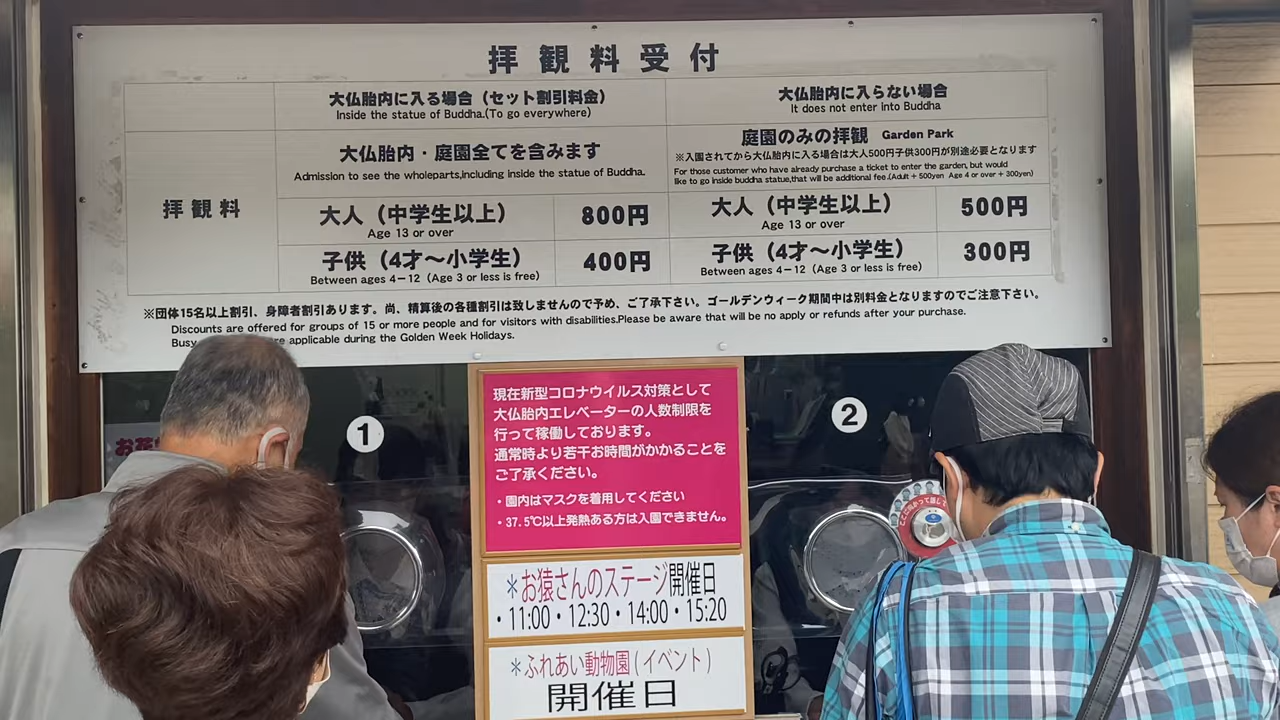 拝観料受付
大仏胎内に入る場合（セット割引料金）
Inside the statue of Buddha.(To go everywhere)
大仏胎内に入らない場合
It does not enter into Buddha
拝観料
大仏胎内・庭園全てを含みます
Admission to see the wholeparts,including inside the statue of Buddha.
庭園のみの拝観 Garden Park
※入園されてから大仏胎内に入る場合は大人500円子供300円が別途必要となります
For those customer who have already purchase a ticket to enter the garden, but would
like to go inside buddha statue,that will be additional fee.(Adult + 500yen Age 4 or over + 300yen)
大人（中学生以上） 800円
Age 13 or over
大人（中学生以上） 500円
Age 13 or over
子供（4才～小学生） 400円
Between ages 4－12 (Age 3 or less is free)
子供（4才～小学生） 300円
Between ages 4－12 (Age 3 or less is free)
※団体15名以上割引、身障者割引あります。尚、精算後の各種割引は致しませんので予め、ご了承下さい。ゴールデンウィーク期間中は別料金となりますのでご注意下さい。
Discounts are offered for groups of 15 or more people and for visitors with disabilities.Please be aware that will be no apply or refunds after your purchase.
Busy applicable during the Golden Week Holidays.
1
2
現在新型コロナウイルス対策として
大仏胎内エレベーターの人数制限を
行って稼働しております。
通常時より若干お時間がかかることを
ご了承ください。
・園内はマスクを着用してください
・37.5℃以上発熱ある方は入園できません。
＊お猿さんのステージ開催日
・11:00・12:30・14:00・15:20
＊ふれあい動物園(イベント)
開催日